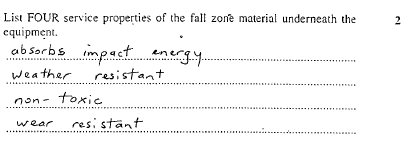 List FOUR service properties of the fall zone material underneath the 2
equipment.
absorbs impact energy
weather resistant
non-toxic
wear resistant